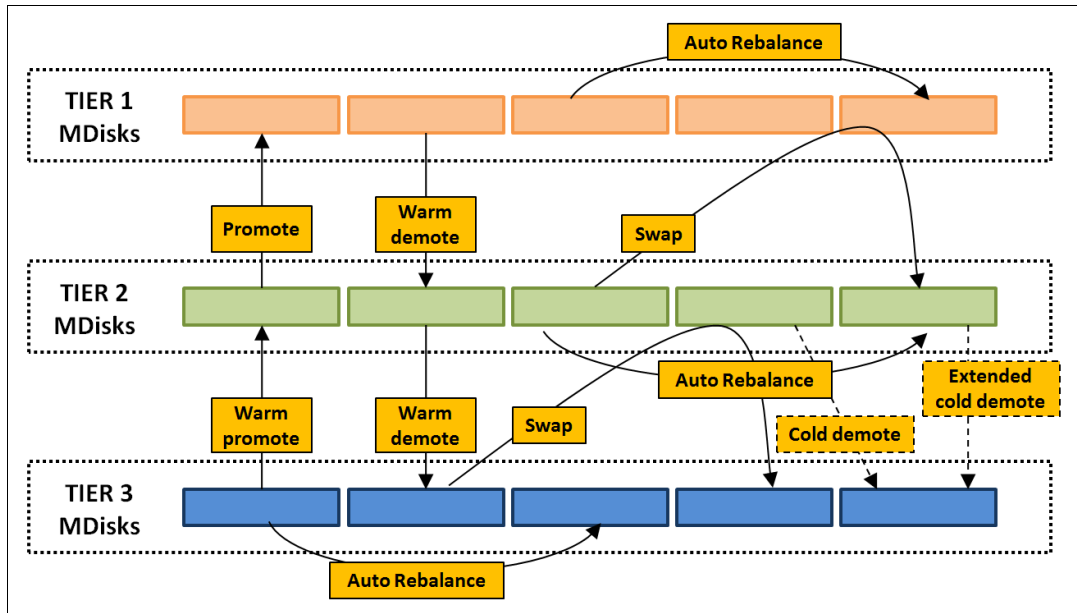 Auto Rebalance
TIER 1
MDisks
Promote
Warm
demote
Swap
TIER 2
MDisks
Auto Rebalance
Extended
cold demote
Warm
promote
Warm
demote
Swap
Cold demote
TIER 3
MDisks
Auto Rebalance